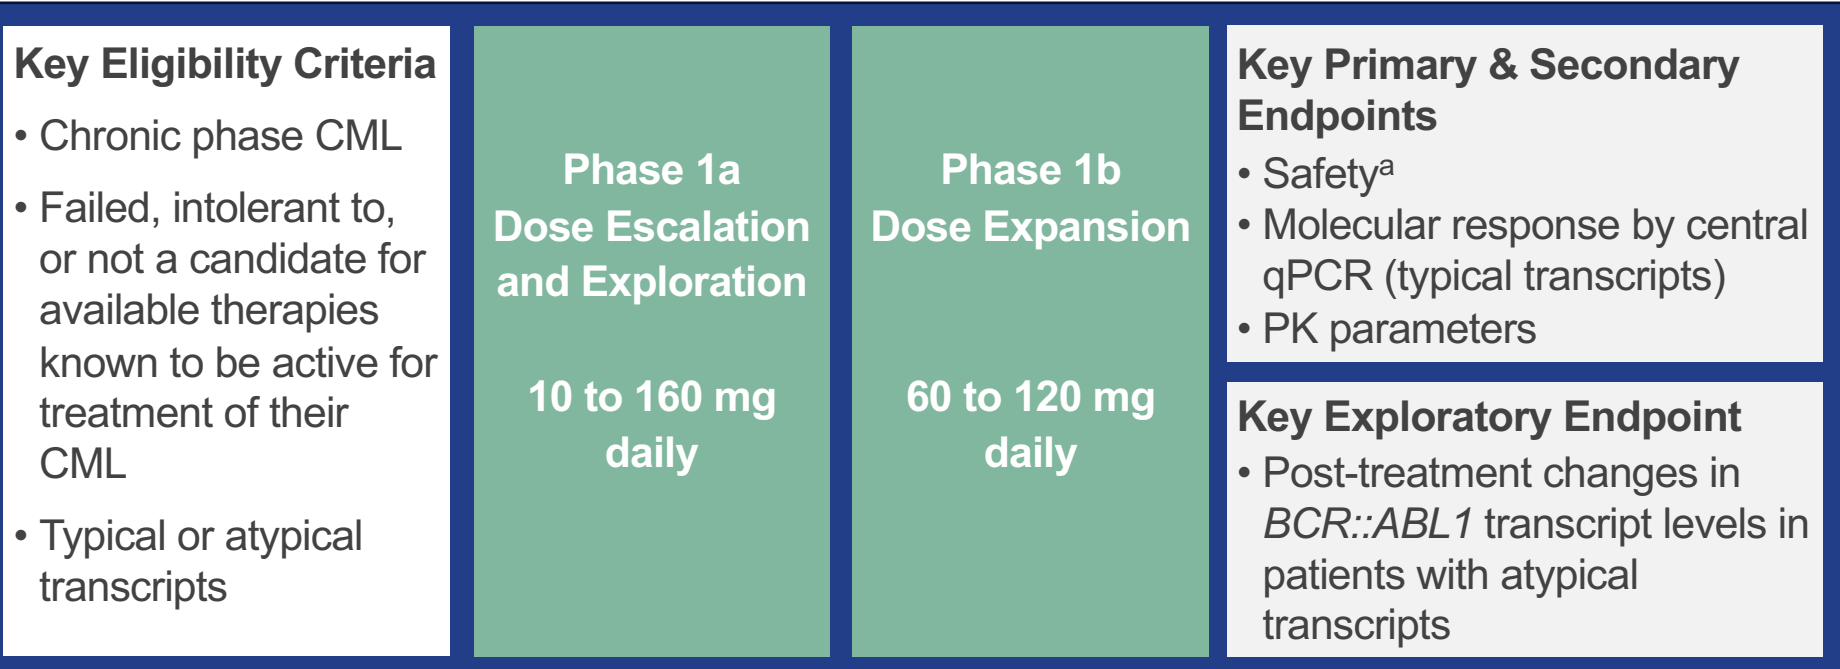 Key Eligibility Criteria
• Chronic phase CML
• Failed, intolerant to,
or not a candidate for
available therapies
known to be active for
treatment of their
CML
• Typical or atypical
transcripts
Phase 1a
Dose Escalation
and Exploration
10 to 160 mg
daily
Phase 1b
Dose Expansion
60 to 120 mg
daily
Key Primary & Secondary
Endpoints
• Safetyᵃ
• Molecular response by central
qPCR (typical transcripts)
• PK parameters
Key Exploratory Endpoint
• Post-treatment changes in
BCR::ABL1 transcript levels in
patients with atypical
transcripts